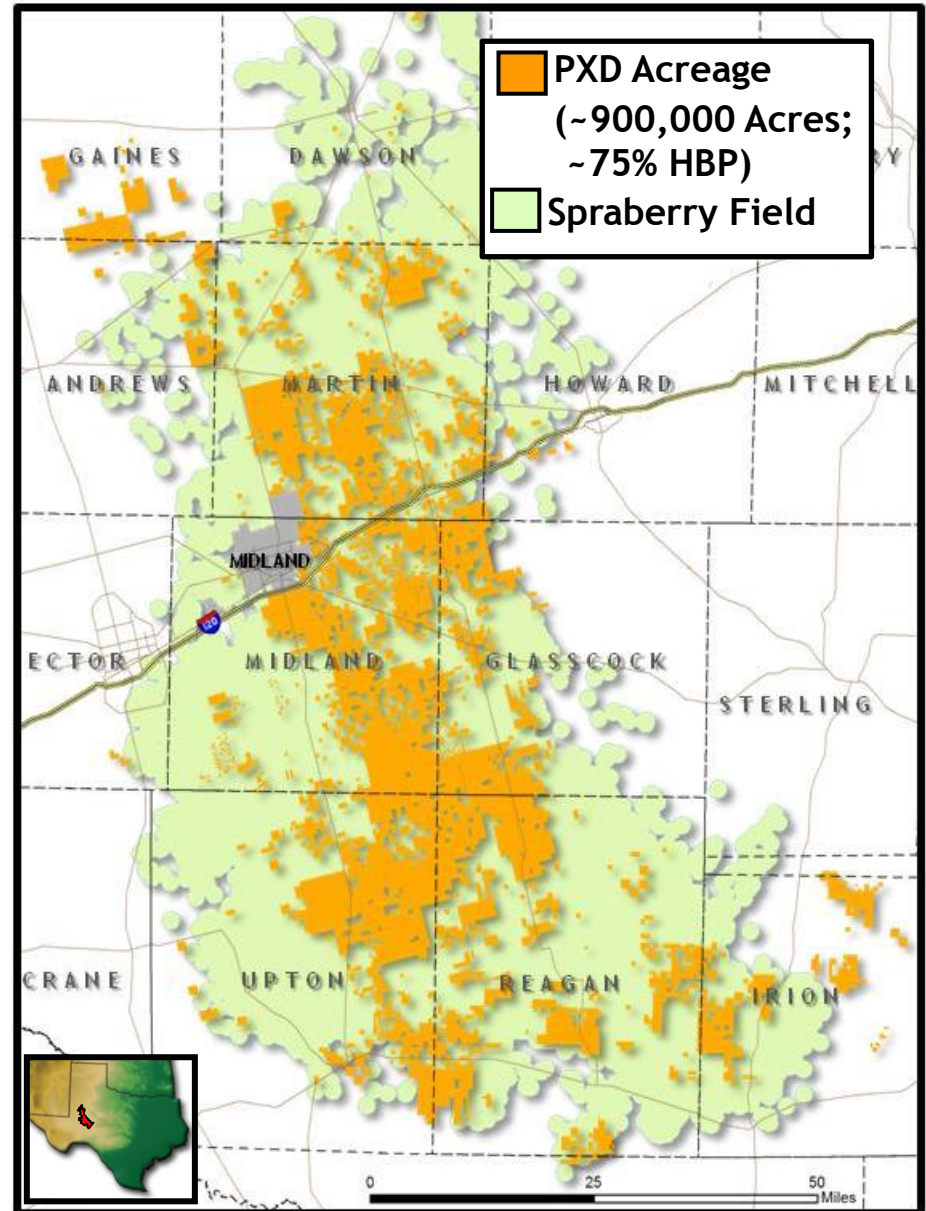 PXD Acreage
(~900,000 Acres;
~75% HBP)
Spraberry Field
GAINES
DAWSON
RY
ANDREWS
MARTIN
HOWARD
MITCHELL
MIDLAND
ECTOR
MIDLAND
GLASSCOCK
STERLING
CRANE
UPTON
REAGAN
IRION
0 25 50
Miles